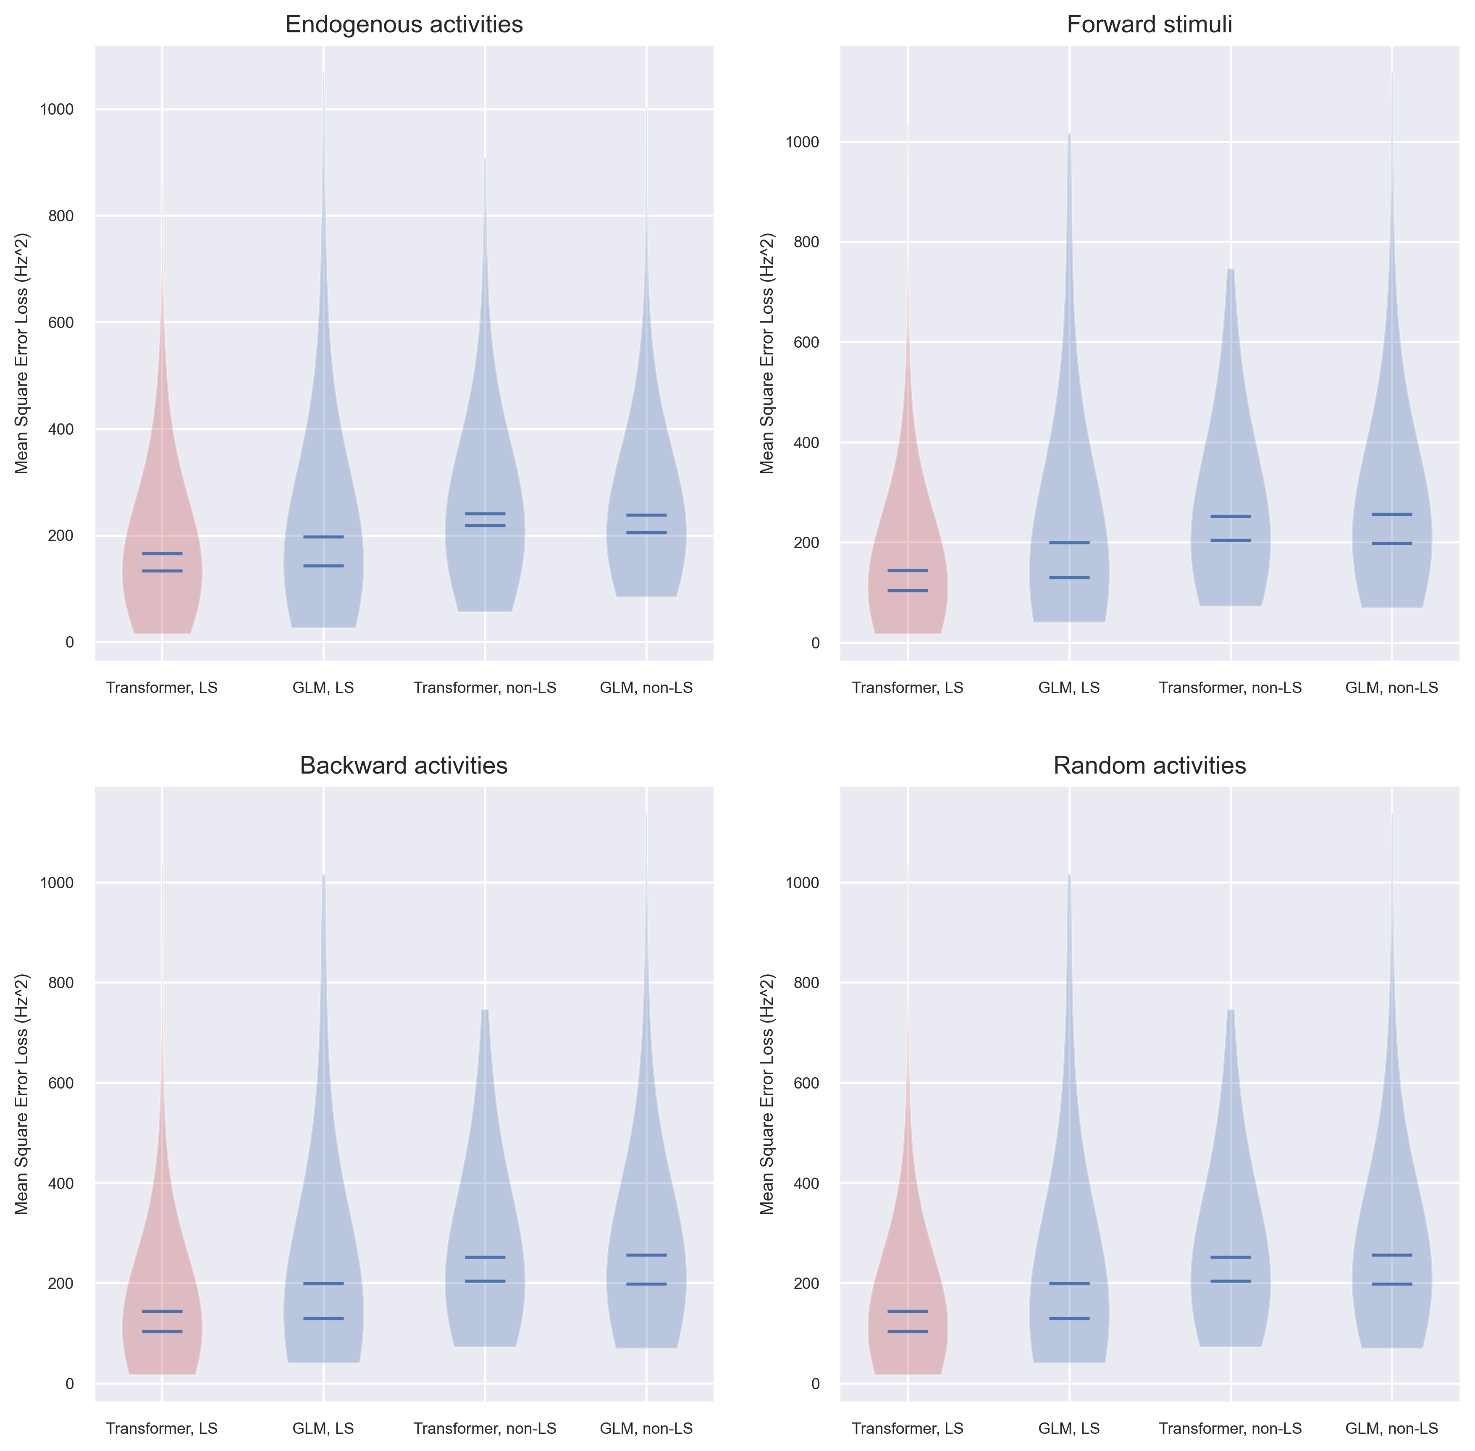 Endogenous activities
Mean Square Error Loss (Hz^2)
1000
800
600
400
200
0
Transformer, LS GLM, LS Transformer, non-LS GLM, non-LS
Forward stimuli
Mean Square Error Loss (Hz^2)
1000
800
600
400
200
0
Transformer, LS GLM, LS Transformer, non-LS GLM, non-LS
Backward activities
Mean Square Error Loss (Hz^2)
1000
800
600
400
200
0
Transformer, LS GLM, LS Transformer, non-LS GLM, non-LS
Random activities
Mean Square Error Loss (Hz^2)
1000
800
600
400
200
0
Transformer, LS GLM, LS Transformer, non-LS GLM, non-LS